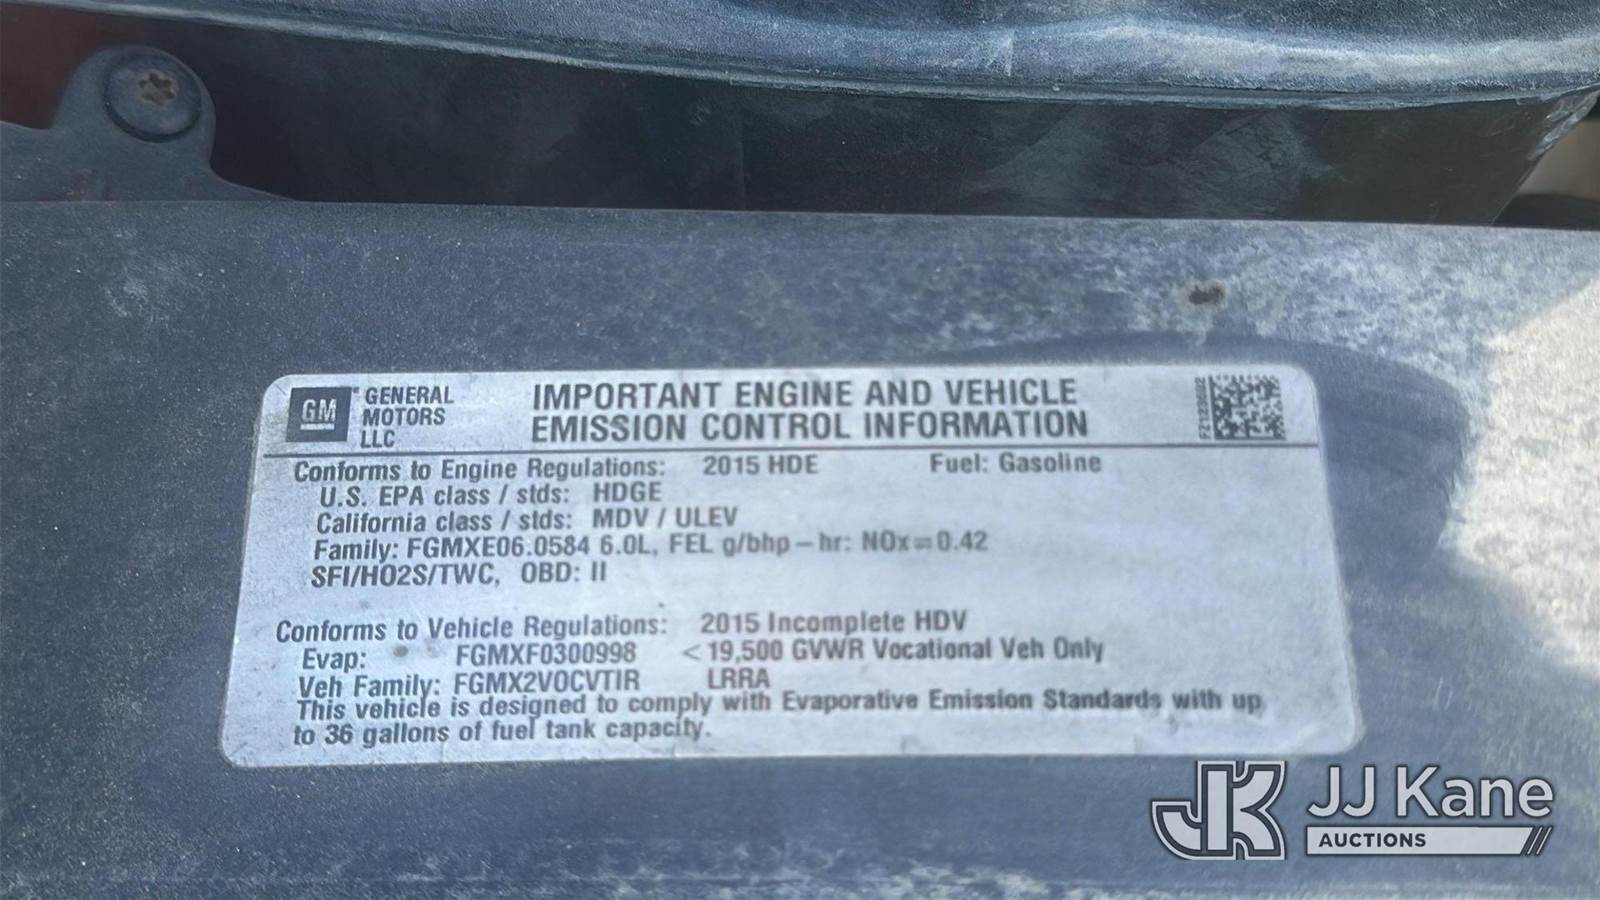 GM
GENERAL
MOTORS
LLC
IMPORTANT ENGINE AND VEHICLE
EMISSION CONTROL INFORMATION
Conforms to Engine Regulations: 2015 HDE Fuel: Gasoline
U.S. EPA class / stds: HDGE
California class / stds: MDV / ULEV
Family: FGMXE06.0584 6.0L, FEL g/bhp – hr: NOx=0.42
SFI/HO2S/TWC, OBD: II
Conforms to Vehicle Regulations: 2015 Incomplete HDV
Evap: FGMXF0300998 <19,500 GVWR Vocational Veh Only
Veh Family: FGMX2VOCVTIR LRRA
This vehicle is designed to comply with Evaporative Emission Standards with up
to 36 gallons of fuel tank capacity.
JK JJ Kane
AUCTIONS